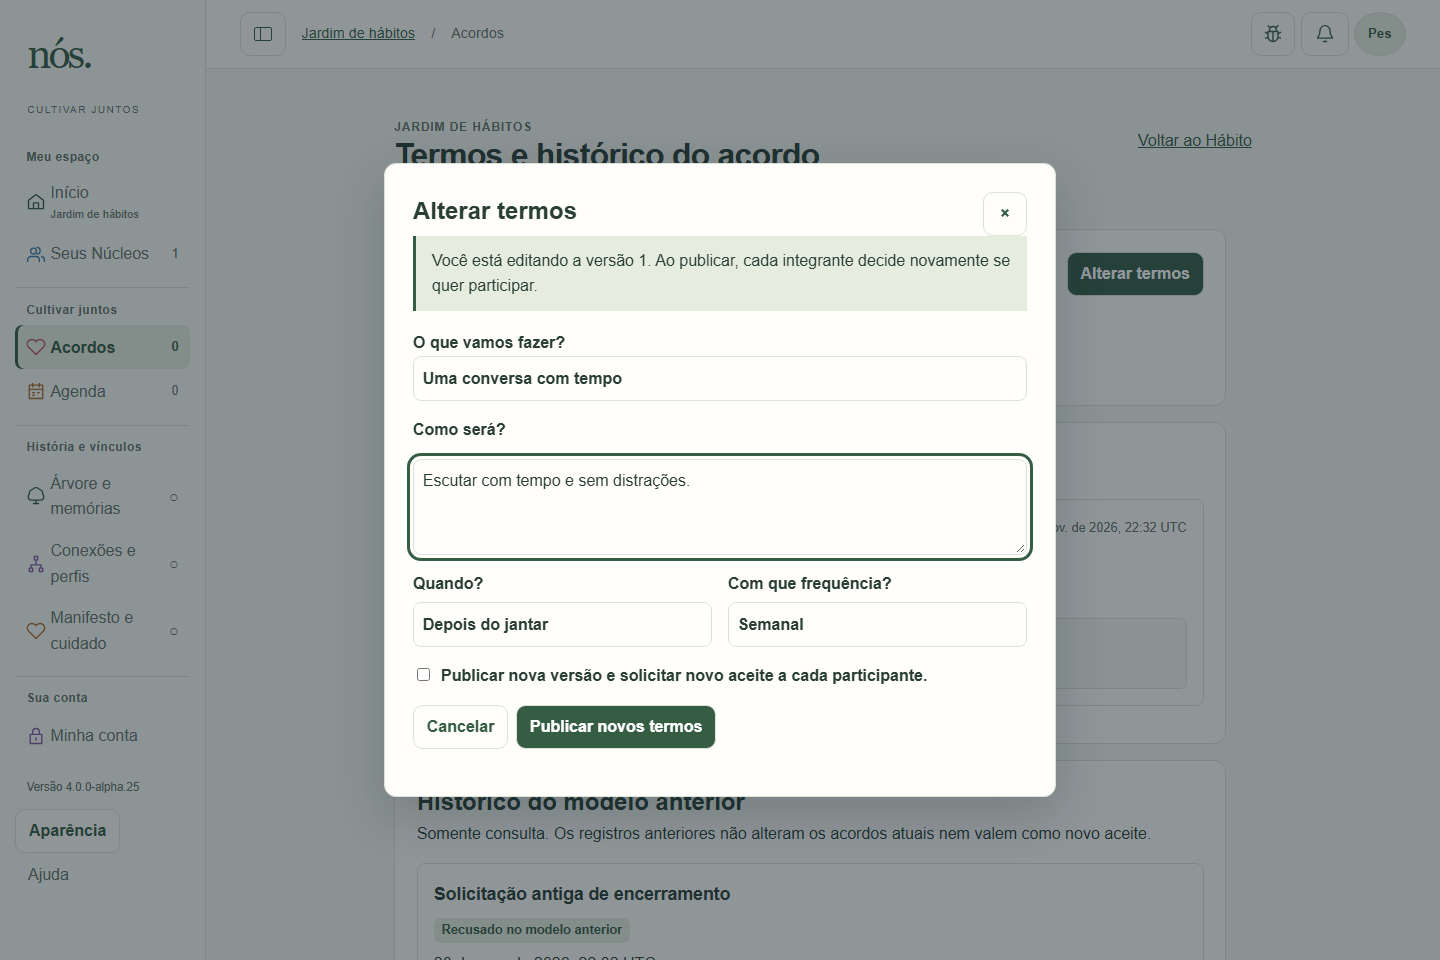 nós.
CULTIVAR JUNTOS
Meu espaço
Início
Jardim de hábitos
Seus Núcleos 1
Cultivar juntos
Acordos 0
Agenda 0
História e vínculos
Árvore e
memórias
Conexões e
perfis
Manifesto e
cuidado
Sua conta
Minha conta
Versão 4.0.0-alpha.25
Aparência
Ajuda
Jardim de hábitos / Acordos
Pes
JARDIM DE HÁBITOS
Termos e histórico do acordo
Voltar ao Hábito
Alterar termos
de 2026, 22:32 UTC
Alterar termos
×
Você está editando a versão 1. Ao publicar, cada integrante decide novamente se
quer participar.
O que vamos fazer?
Uma conversa com tempo
Como será?
Escutar com tempo e sem distrações.
Quando?
Depois do jantar
Com que frequência?
Semanal
Publicar nova versão e solicitar novo aceite a cada participante.
Cancelar
Publicar novos termos
Histórico do modelo anterior
Somente consulta. Os registros anteriores não alteram os acordos atuais nem valem como novo aceite.
Solicitação antiga de encerramento
Recusado no modelo anterior